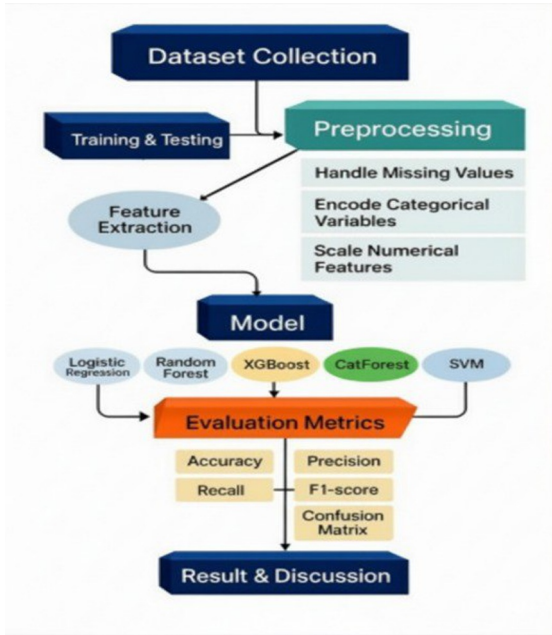 Dataset Collection
Training & Testing
Preprocessing
Handle Missing Values
Encode Categorical
Variables
Scale Numerical
Features
Feature
Extraction
Model
Logistic
Regression
Random
Forest
XGBoost
CatForest
SVM
Evaluation Metrics
Accuracy
Precision
Recall
F1-score
Confusion
Matrix
Result & Discussion